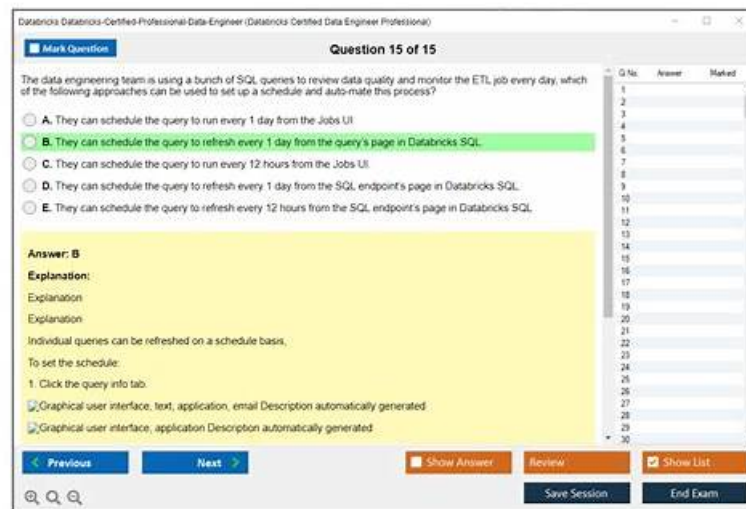 Databricks Databricks-Certified-Professional-Data-Engineer (Databricks Certified Data Engineer Professional)
Mark Question
Question 15 of 15
The data engineering team is using a bunch of SQL queries to review data quality and monitor the ETL job every day, which
of the following approaches can be used to set up a schedule and auto-mate this process?
A. They can schedule the query to run every 1 day from the Jobs UI
B. They can schedule the query to refresh every 1 day from the query's page in Databricks SQL.
C. They can schedule the query to run every 12 hours from the Jobs UI.
D. They can schedule the query to refresh every 1 day from the SQL endpoint's page in Databricks SQL.
E. They can schedule the query to refresh every 12 hours from the SQL endpoint's page in Databricks SQL
Answer: B
Explanation:
Explanation
Explanation
Individual queries can be refreshed on a schedule basis,
To set the schedule:
1. Click the query info tab.
Graphical user interface, text, application, email Description automatically generated
Graphical user interface, application Description automatically generated
Q No. Answer Marked
1
2
3
4
5
6
7
8
9
10
11
12
13
14
15
16
17
18
19
20
21
22
23
24
25
26
27
28
29
30
Previous
Next
Show Answer
Review
Show List
Save Session
End Exam